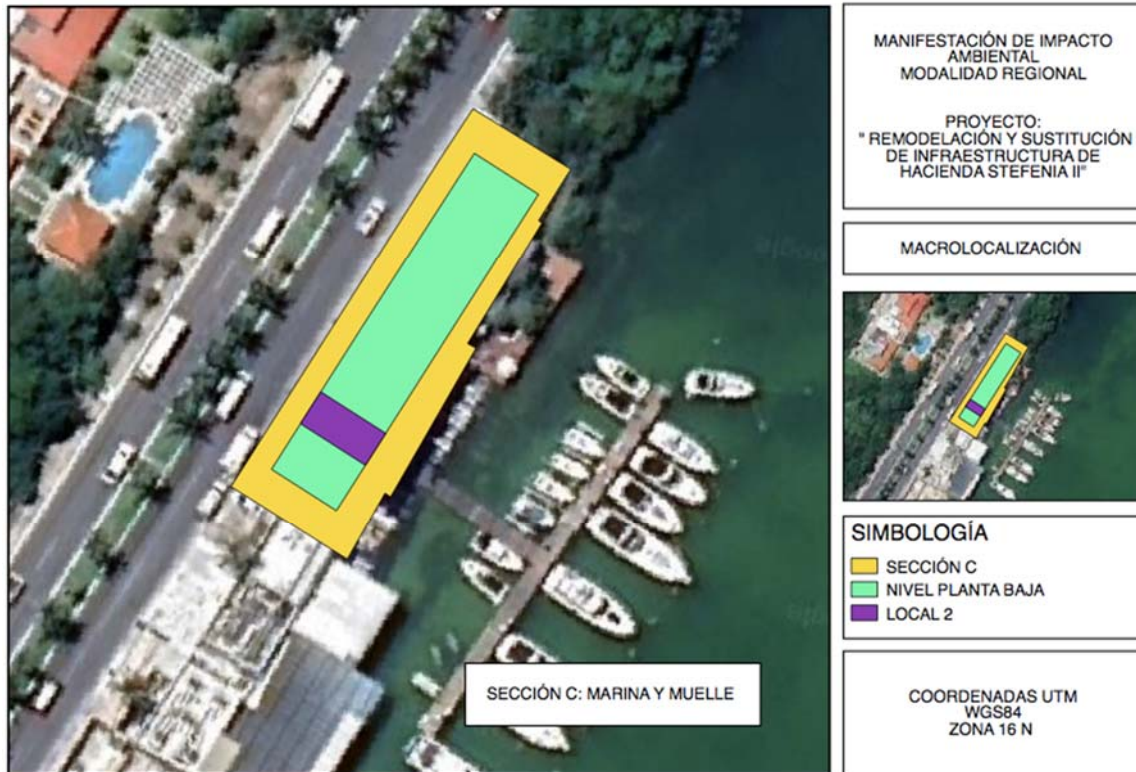 MANIFESTACIÓN DE IMPACTO
AMBIENTAL
MODALIDAD REGIONAL
PROYECTO:
" REMODELACIÓN Y SUSTITUCIÓN
DE INFRAESTRUCTURA DE
HACIENDA STEFENIA II"
MACROLOCALIZACIÓN
SIMBOLOGÍA
SECCIÓN C
NIVEL PLANTA BAJA
LOCAL 2
SECCIÓN C: MARINA Y MUELLE
COORDENADAS UTM
WGS84
ZONA 16 N